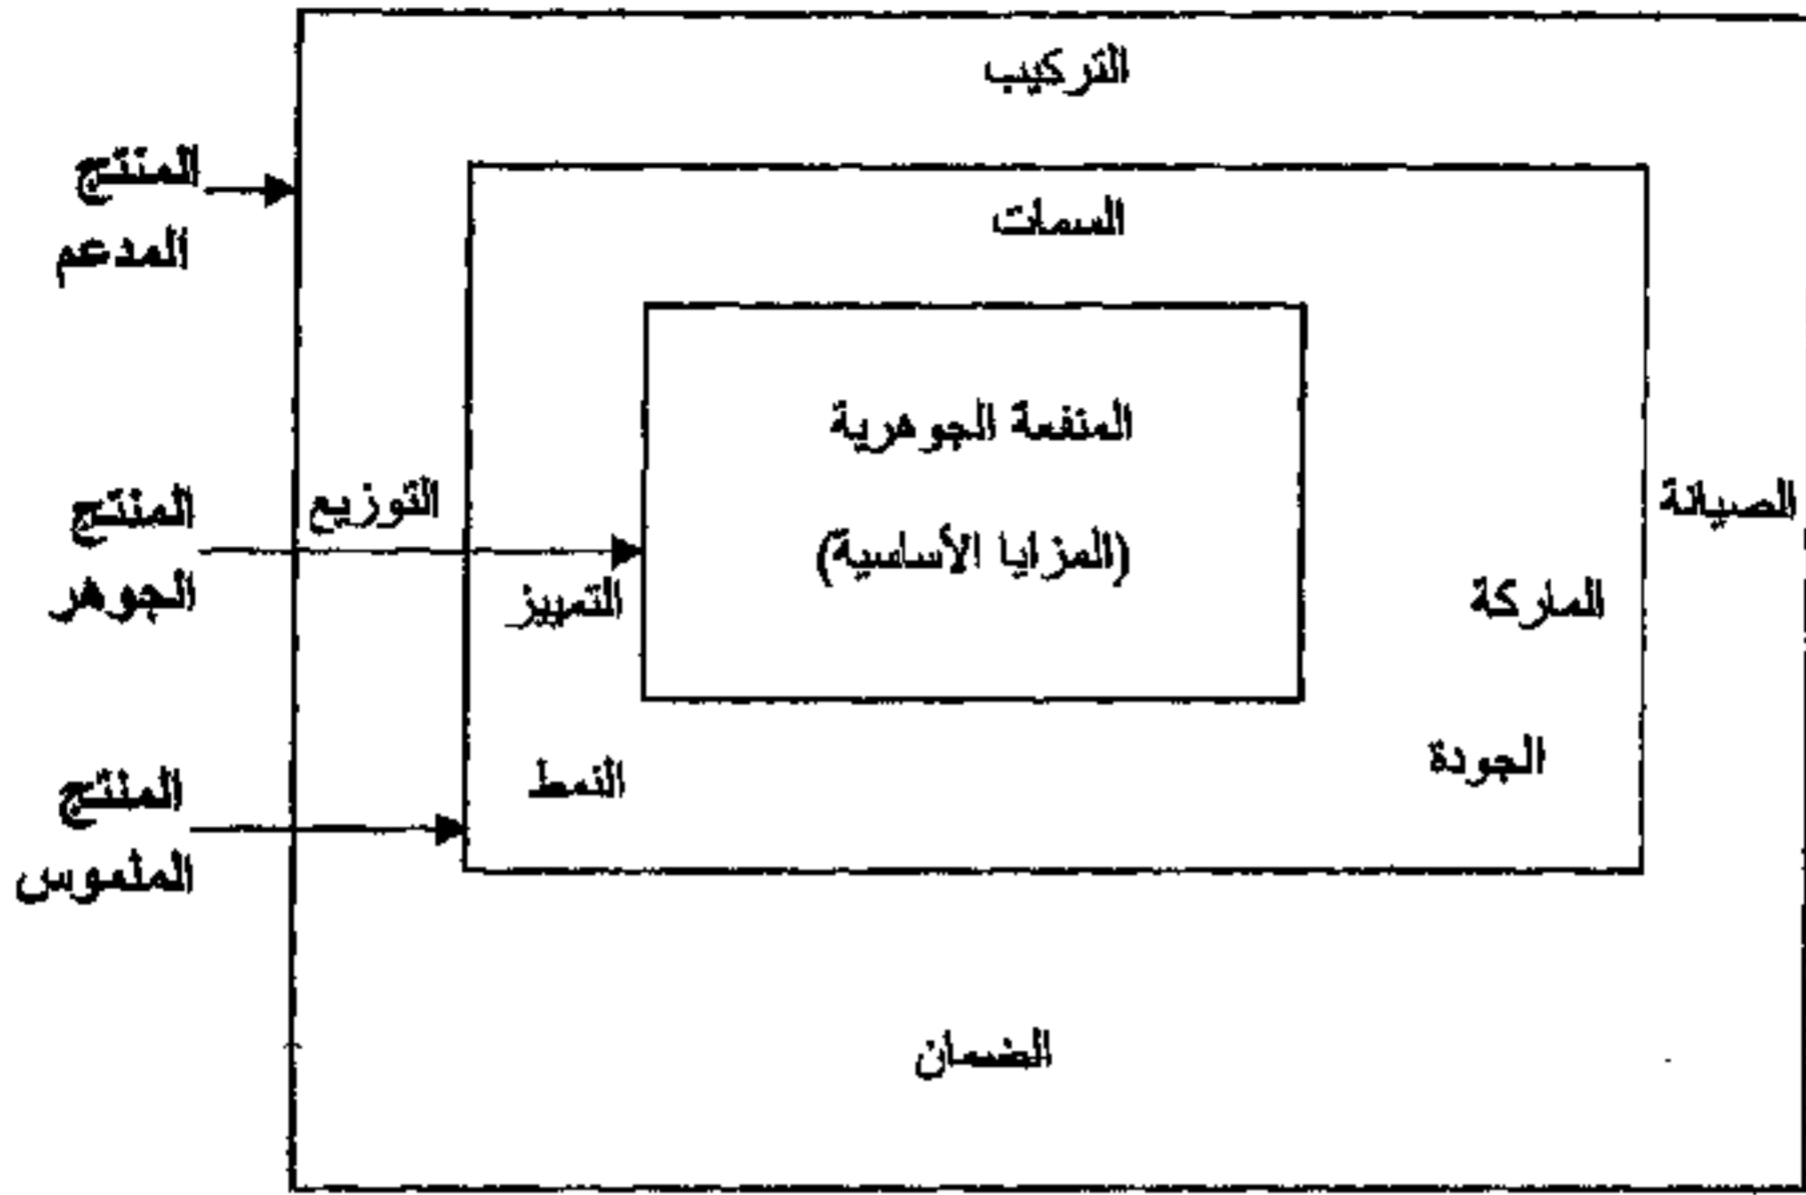 التركيب
المنتج
المدعم
السمات
المنفعة الجوهرية
(المزايا الأساسية)
المنتج
الجوهر
التوزيع
الصيانة
التمييز
الماركة
الجودة
النمط
المنتج
الملموس
الضمان